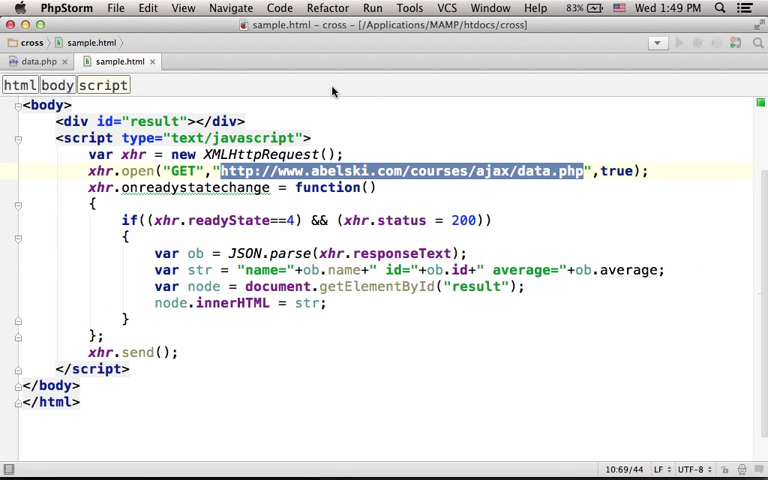 PhpStorm File Edit View Navigate Code Refactor Run Tools VCS Window Help 83% Wed 1:49 PM
sample.html – cross – [/Applications/MAMP/htdocs/cross]
cross sample.html
data.php sample.html
html body script
<body>
<div id="result"></div>
<script type="text/javascript">
var xhr = new XMLHttpRequest();
xhr.open("GET","http://www.abelski.com/courses/ajax/data.php",true);
xhr.onreadystatechange = function()
{
if((xhr.readyState==4) && (xhr.status = 200))
{
var ob = JSON.parse(xhr.responseText);
var str = "name="+ob.name+" id="+ob.id+" average="+ob.average;
var node = document.getElementById("result");
node.innerHTML = str;
}
};
xhr.send();
</script>
</body>
</html>
10:69/44 LF UTF-8